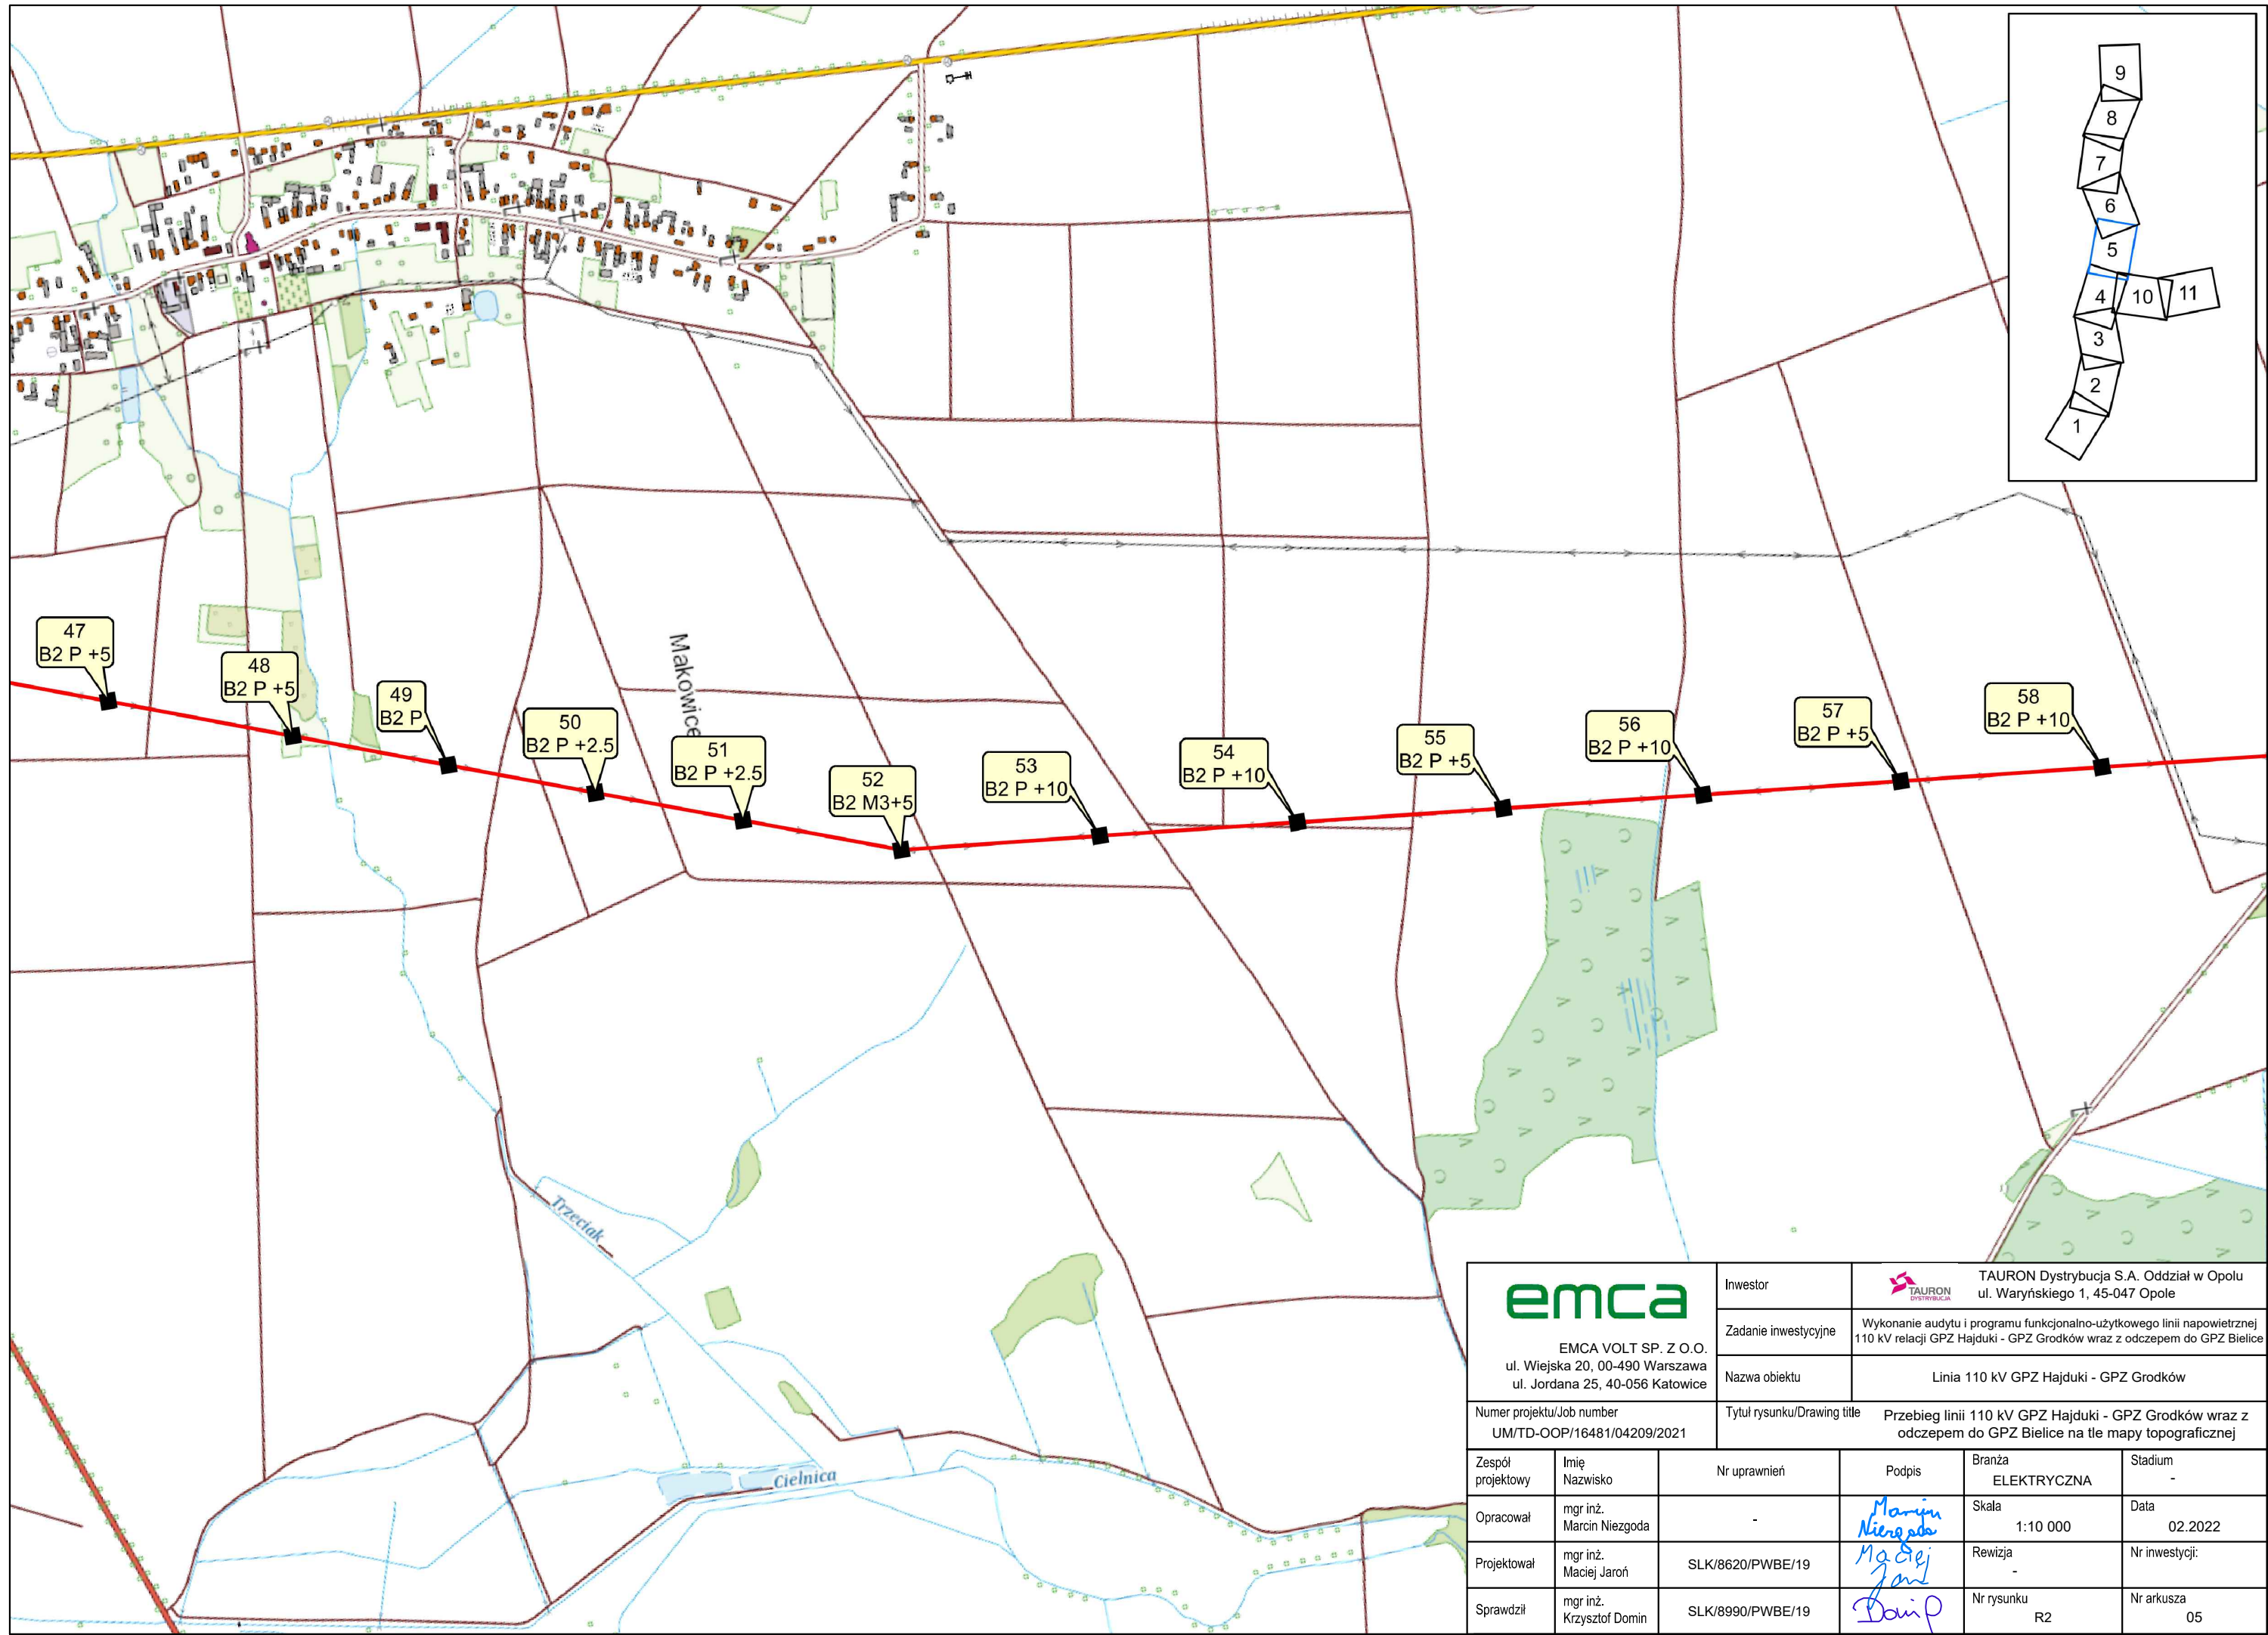 9
8
7
6
5
4
10
11
3
2
1
47
B2 P +5
48
B2 P +5
49
B2 P
50
B2 P +2.5
Makowice
51
B2 P +2.5
52
B2 M3+5
53
B2 P +10
54
B2 P +10
55
B2 P +5
56
B2 P +10
57
B2 P +5
58
B2 P +10
Trzeciak
Cielnica
emca
EMCA VOLT SP. Z O.O.
ul. Wiejska 20, 00-490 Warszawa
ul. Jordana 25, 40-056 Katowice
Inwestor
TAURON
DYSTRYBUCJA
TAURON Dystrybucja S.A. Oddział w Opolu
ul. Waryńskiego 1, 45-047 Opole
Zadanie inwestycyjne
Wykonanie audytu i programu funkcjonalno-użytkowego linii napowietrznej
110 kV relacji GPZ Hajduki - GPZ Grodków wraz z odczepem do GPZ Bielice
Nazwa obiektu
Linia 110 kV GPZ Hajduki - GPZ Grodków
Numer projektu/Job number
UM/TD-OOP/16481/04209/2021
Tytuł rysunku/Drawing title
Przebieg linii 110 kV GPZ Hajduki - GPZ Grodków wraz z
odczepem do GPZ Bielice na tle mapy topograficznej
Zespół
projektowy
Imię
Nazwisko
Nr uprawnień
Podpis
Branża
ELEKTRYCZNA
Stadium
-
Opracował
mgr inż.
Marcin Niezgoda
-
Marcin
Niezgoda
Skala
1:10 000
Data
02.2022
Projektował
mgr inż.
Maciej Jaroń
SLK/8620/PWBE/19
Maciej
Jaroń
Rewizja
-
Nr inwestycji:
Sprawdził
mgr inż.
Krzysztof Domin
SLK/8990/PWBE/19
Nr rysunku
R2
Nr arkusza
05